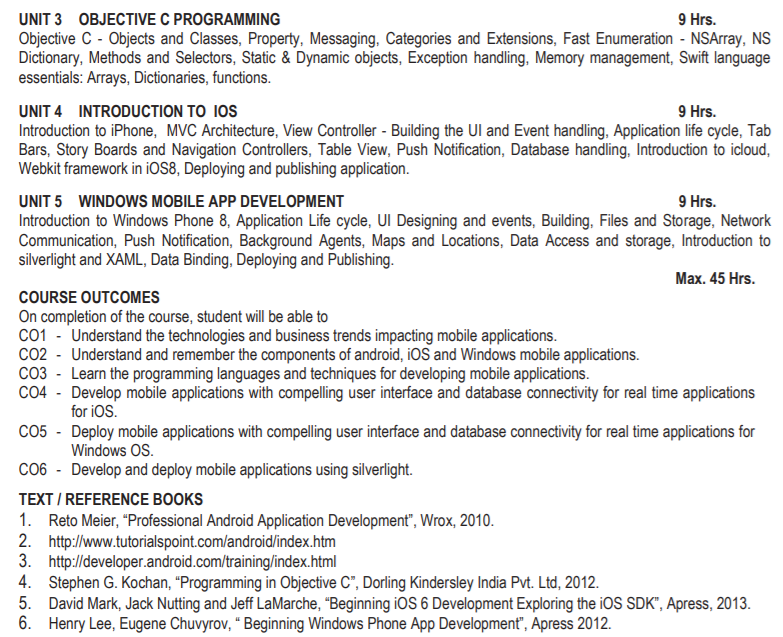 UNIT 3 OBJECTIVE C PROGRAMMING 9 Hrs.
Objective C - Objects and Classes, Property, Messaging, Categories and Extensions, Fast Enumeration - NSArray, NS
Dictionary, Methods and Selectors, Static & Dynamic objects, Exception handling, Memory management, Swift language
essentials: Arrays, Dictionaries, functions.
UNIT 4 INTRODUCTION TO IOS 9 Hrs.
Introduction to iPhone, MVC Architecture, View Controller - Building the UI and Event handling, Application life cycle, Tab
Bars, Story Boards and Navigation Controllers, Table View, Push Notification, Database handling, Introduction to icloud,
Webkit framework in iOS8, Deploying and publishing application.
UNIT 5 WINDOWS MOBILE APP DEVELOPMENT 9 Hrs.
Introduction to Windows Phone 8, Application Life cycle, UI Designing and events, Building, Files and Storage, Network
Communication, Push Notification, Background Agents, Maps and Locations, Data Access and storage, Introduction to
silverlight and XAML, Data Binding, Deploying and Publishing.
Max. 45 Hrs.
COURSE OUTCOMES
On completion of the course, student will be able to
CO1 - Understand the technologies and business trends impacting mobile applications.
CO2 - Understand and remember the components of android, iOS and Windows mobile applications.
CO3 - Learn the programming languages and techniques for developing mobile applications.
CO4 - Develop mobile applications with compelling user interface and database connectivity for real time applications
for iOS.
CO5 - Deploy mobile applications with compelling user interface and database connectivity for real time applications for
Windows OS.
CO6 - Develop and deploy mobile applications using silverlight.
TEXT / REFERENCE BOOKS
1. Reto Meier, “Professional Android Application Development”, Wrox, 2010.
2. http://www.tutorialspoint.com/android/index.htm
3. http://developer.android.com/training/index.html
4. Stephen G. Kochan, “Programming in Objective C”, Dorling Kindersley India Pvt. Ltd, 2012.
5. David Mark, Jack Nutting and Jeff LaMarche, “Beginning iOS 6 Development Exploring the iOS SDK”, Apress, 2013.
6. Henry Lee, Eugene Chuvyrov, “ Beginning Windows Phone App Development”, Apress 2012.